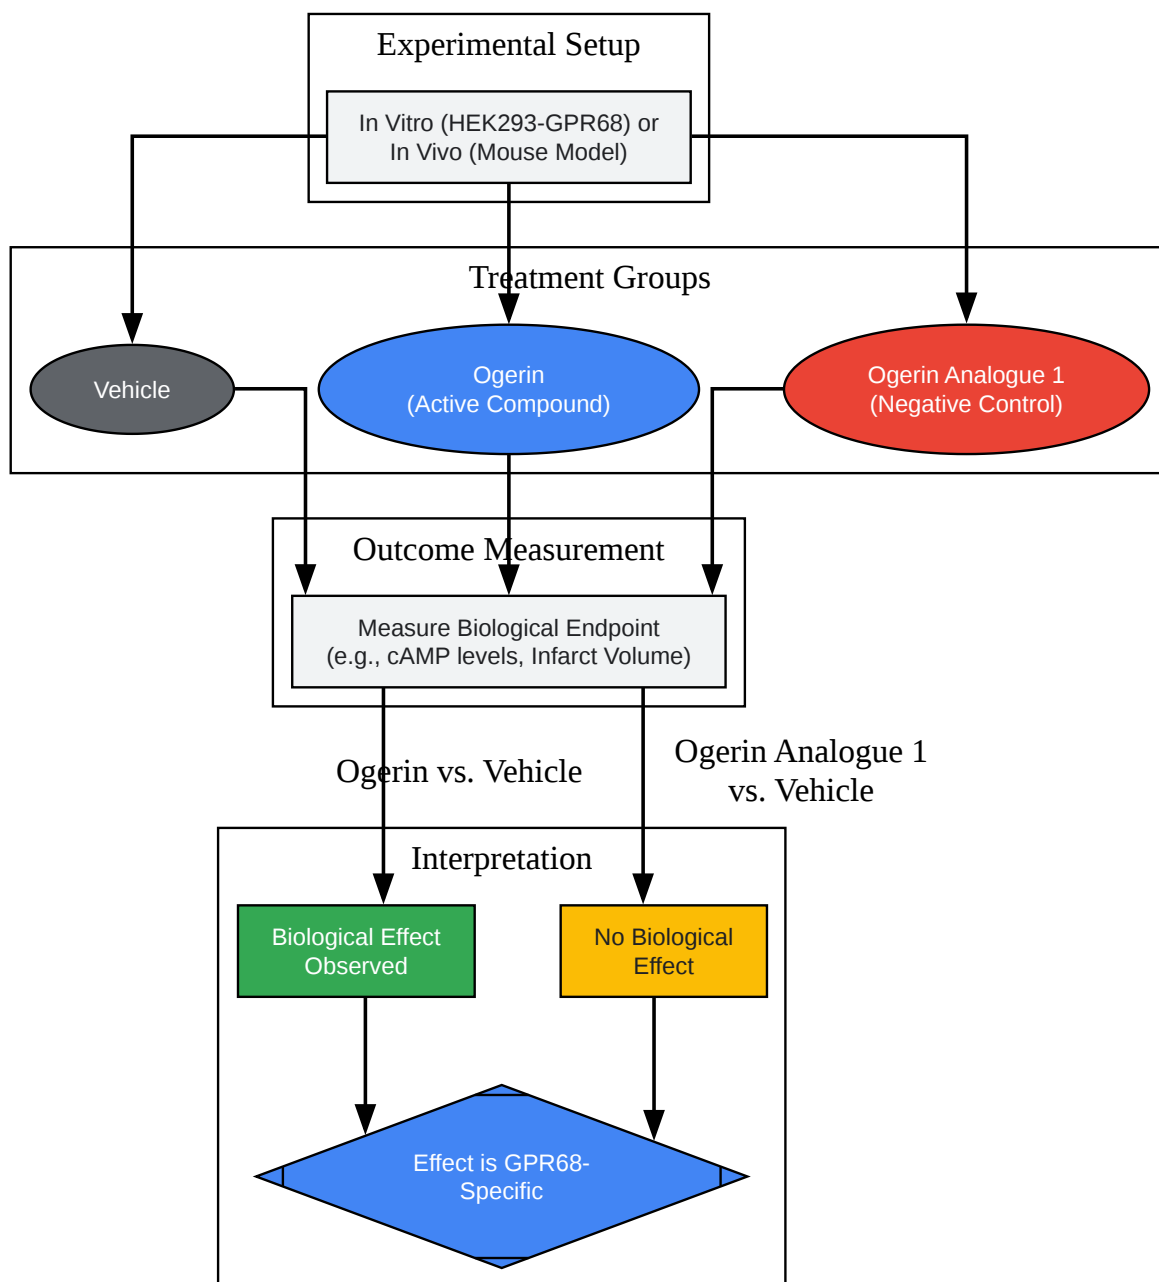 Experimental Setup
In Vitro (HEK293-GPR68) or
In Vivo (Mouse Model)
Treatment Groups
Vehicle
Ogerin
(Active Compound)
Ogerin Analogue 1
(Negative Control)
Outcome Measurement
Measure Biological Endpoint
(e.g., cAMP levels, Infarct Volume)
Ogerin vs. Vehicle
Ogerin Analogue 1
vs. Vehicle
Interpretation
Biological Effect
Observed
No Biological
Effect
Effect is GPR68-
Specific